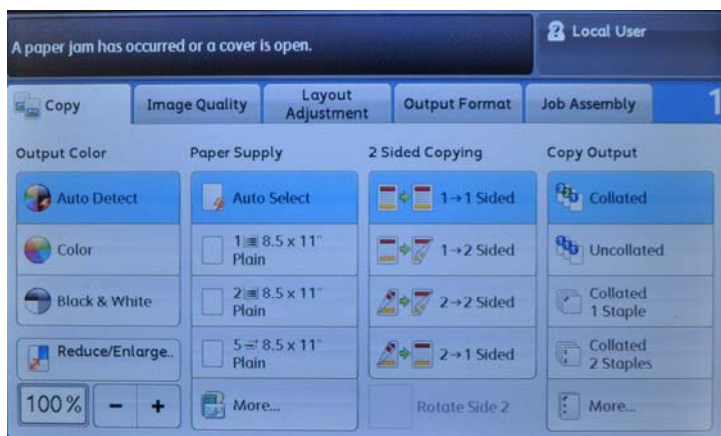 A paper jam has occurred or a cover is open.
Local User
Copy
Image Quality
Layout
Adjustment
Output Format
Job Assembly
1
Output Color
Paper Supply
2 Sided Copying
Copy Output
Auto Detect
Auto Select
1→1 Sided
Collated
Color
1 8.5 x 11"
Plain
1→2 Sided
Uncollated
Black & White
2 8.5 x 11"
Plain
2→2 Sided
Collated
1 Staple
Reduce/Enlarge..
5 8.5 x 11"
Plain
2→1 Sided
Collated
2 Staples
100%
-
+
More...
Rotate Side 2
More...